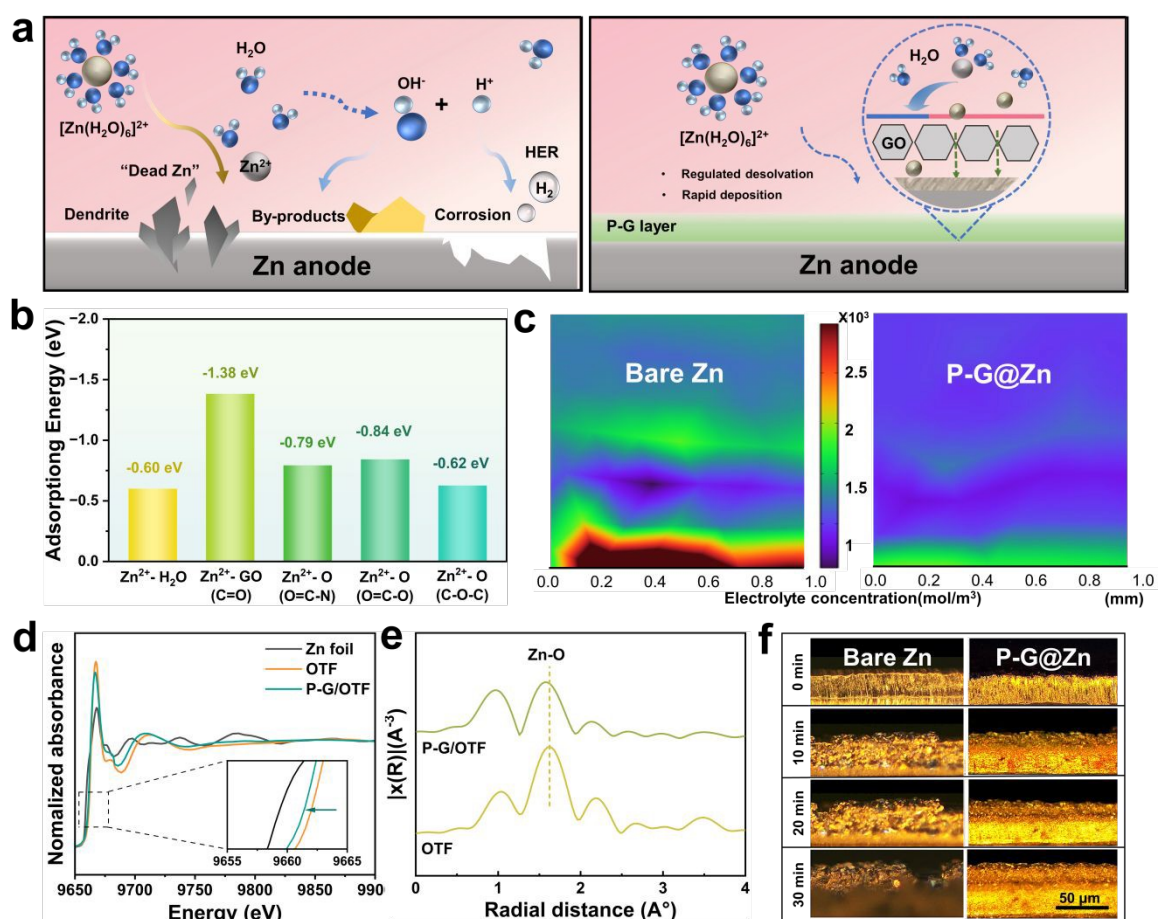 a
H₂O
OH⁻
+
H⁺
[Zn(H₂O)₆]²⁺
"Dead Zn"
Zn²⁺
HER
H₂
Dendrite
By-products
Corrosion
Zn anode
H₂O
[Zn(H₂O)₆]²⁺
GO
• Regulated desolvation
• Rapid deposition
P-G layer
Zn anode
b
Adsorptiong Energy (eV)
−2.0
−1.5
−1.0
−0.5
0.0
-0.60 eV
-1.38 eV
-0.79 eV
-0.84 eV
-0.62 eV
Zn²⁺- H₂O
Zn²⁺- GO
(C=O)
Zn²⁺- O
(O=C-N)
Zn²⁺- O
(O=C-O)
Zn²⁺- O
(C-O-C)
c
Bare Zn
X10³
2.5
2
1.5
1
P-G@Zn
0.0 0.2 0.4 0.6 0.8 1.0
0.0 0.2 0.4 0.6 0.8 1.0
Electrolyte concentration(mol/m³)
(mm)
d
Nomalized absorbance
Zn foil
OTF
P-G/OTF
9655 9660 9665
9650 9700 9750 9800 9850 990
Energy (eV)
e
Zn-O
|x(R)|(A⁻³)
P-G/OTF
OTF
0 1 2 3 4
Radial distance (A°)
f
Bare Zn
P-G@Zn
0 min
10 min
20 min
30 min
50 μm